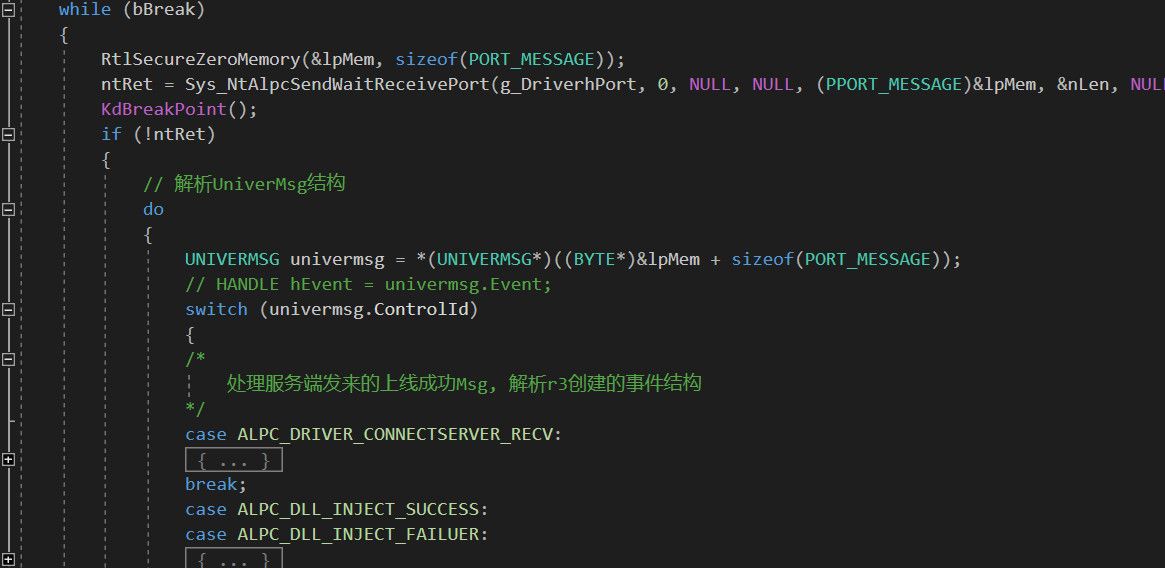 while (bBreak)
{
RtlSecureZeroMemory(&lpMem, sizeof(PORT_MESSAGE));
ntRet = Sys_NtAlpcSendWaitReceivePort(g_DriverhPort, 0, NULL, NULL, (PPORT_MESSAGE)&lpMem, &nLen, NUL
KdBreakPoint();
if (!ntRet)
{
// 解析UniverMsg结构
do
{
UNIVERMSG univermsg = *(UNIVERMSG*)((BYTE*)&lpMem + sizeof(PORT_MESSAGE));
// HANDLE hEvent = univermsg.Event;
switch (univermsg.ControlId)
{
/*
处理服务端发来的上线成功Msg, 解析r3创建的事件结构
*/
case ALPC_DRIVER_CONNECTSERVER_RECV:
{ ... }
break;
case ALPC_DLL_INJECT_SUCCESS:
case ALPC_DLL_INJECT_FAILUER:
{ ... }